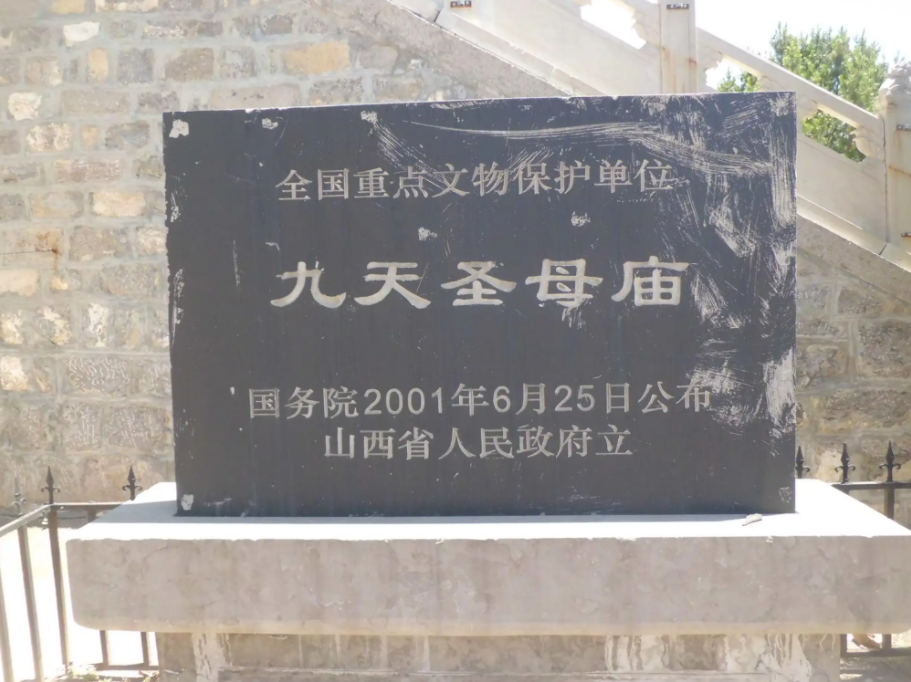 全国重点文物保护单位
九天圣母庙
国务院2001年6月25日公布
山西省人民政府立